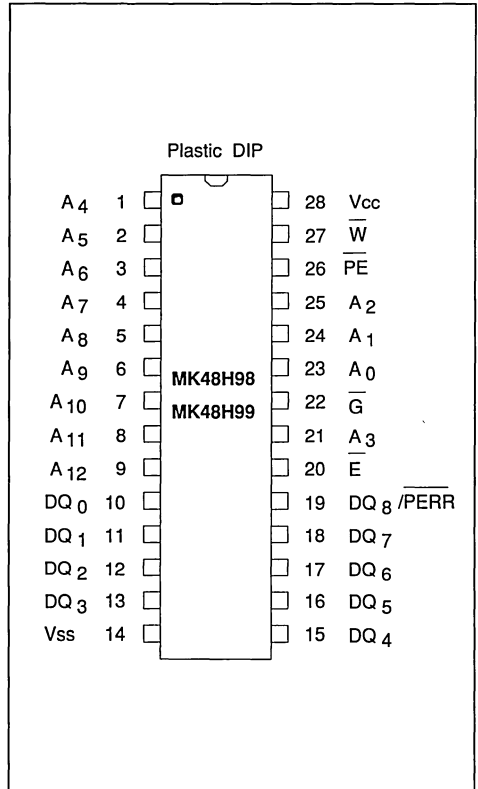 Plastic DIP
A4 1 28 Vcc
A5 2 27 W̅
A6 3 26 P̅E̅
A7 4 25 A2
A8 5 24 A1
A9 6 23 A0
MK48H98
A10 7 22 G̅
MK48H99
A11 8 21 A3
A12 9 20 E̅
DQ0 10 19 DQ8 /P̅E̅R̅R̅
DQ1 11 18 DQ7
DQ2 12 17 DQ6
DQ3 13 16 DQ5
Vss 14 15 DQ4